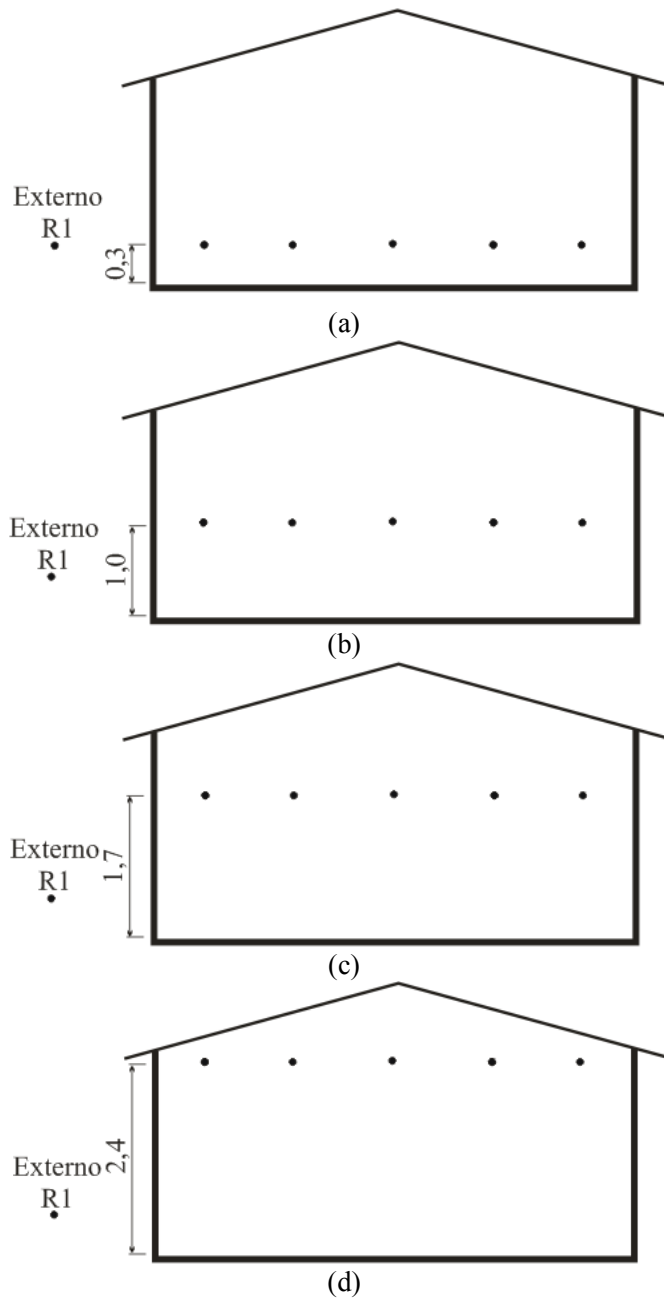 Externo
R1
0,3
(a)
Externo
R1
1,0
(b)
Externo
R1
1,7
(c)
Externo
R1
2,4
(d)